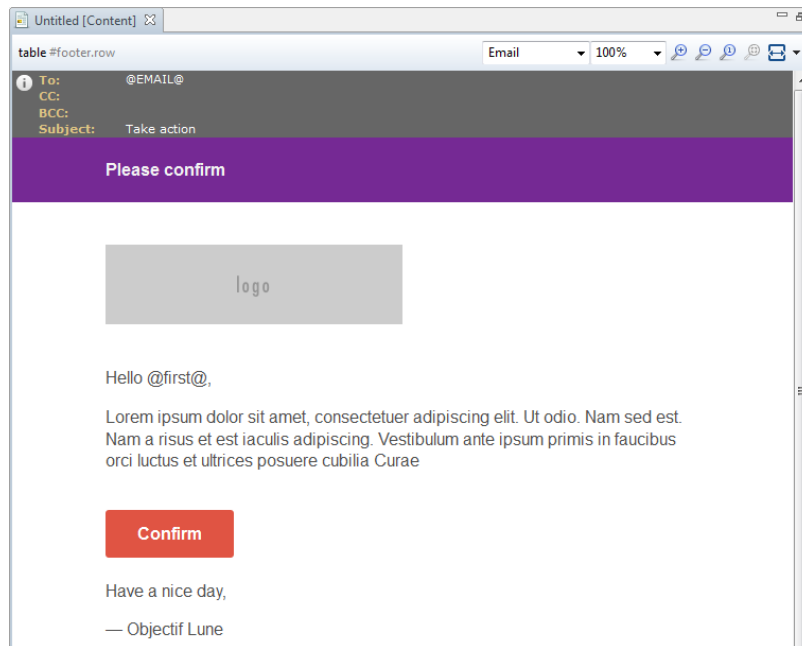 Untitled [Content]
table #footer.row Email 100%
To: @EMAIL@
CC:
BCC:
Subject: Take action
Please confirm
logo
Hello @first@,
Lorem ipsum dolor sit amet, consectetuer adipiscing elit. Ut odio. Nam sed est.
Nam a risus et est iaculis adipiscing. Vestibulum ante ipsum primis in faucibus
orci luctus et ultrices posuere cubilia Curae
Confirm
Have a nice day,
— Objectif Lune